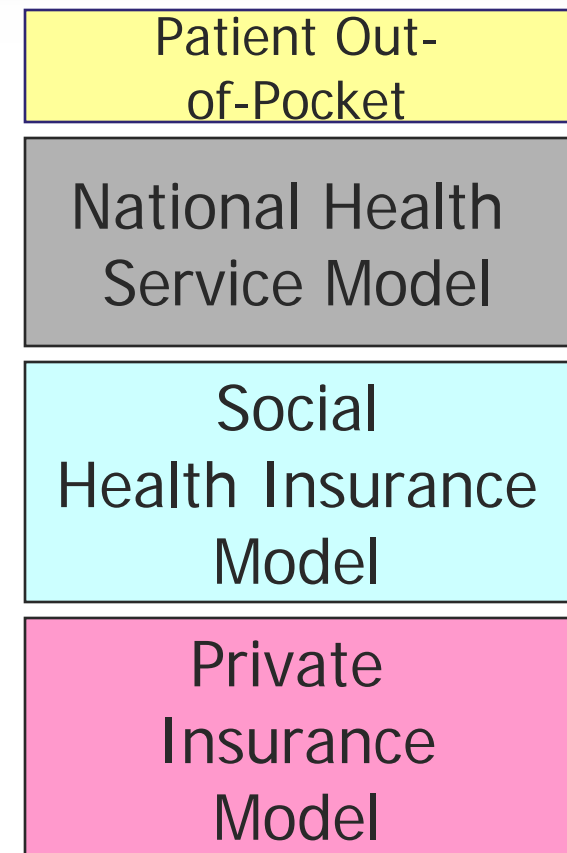 Patient Out-
of-Pocket
National Health
Service Model
Social
Health Insurance
Model
Private
Insurance
Model